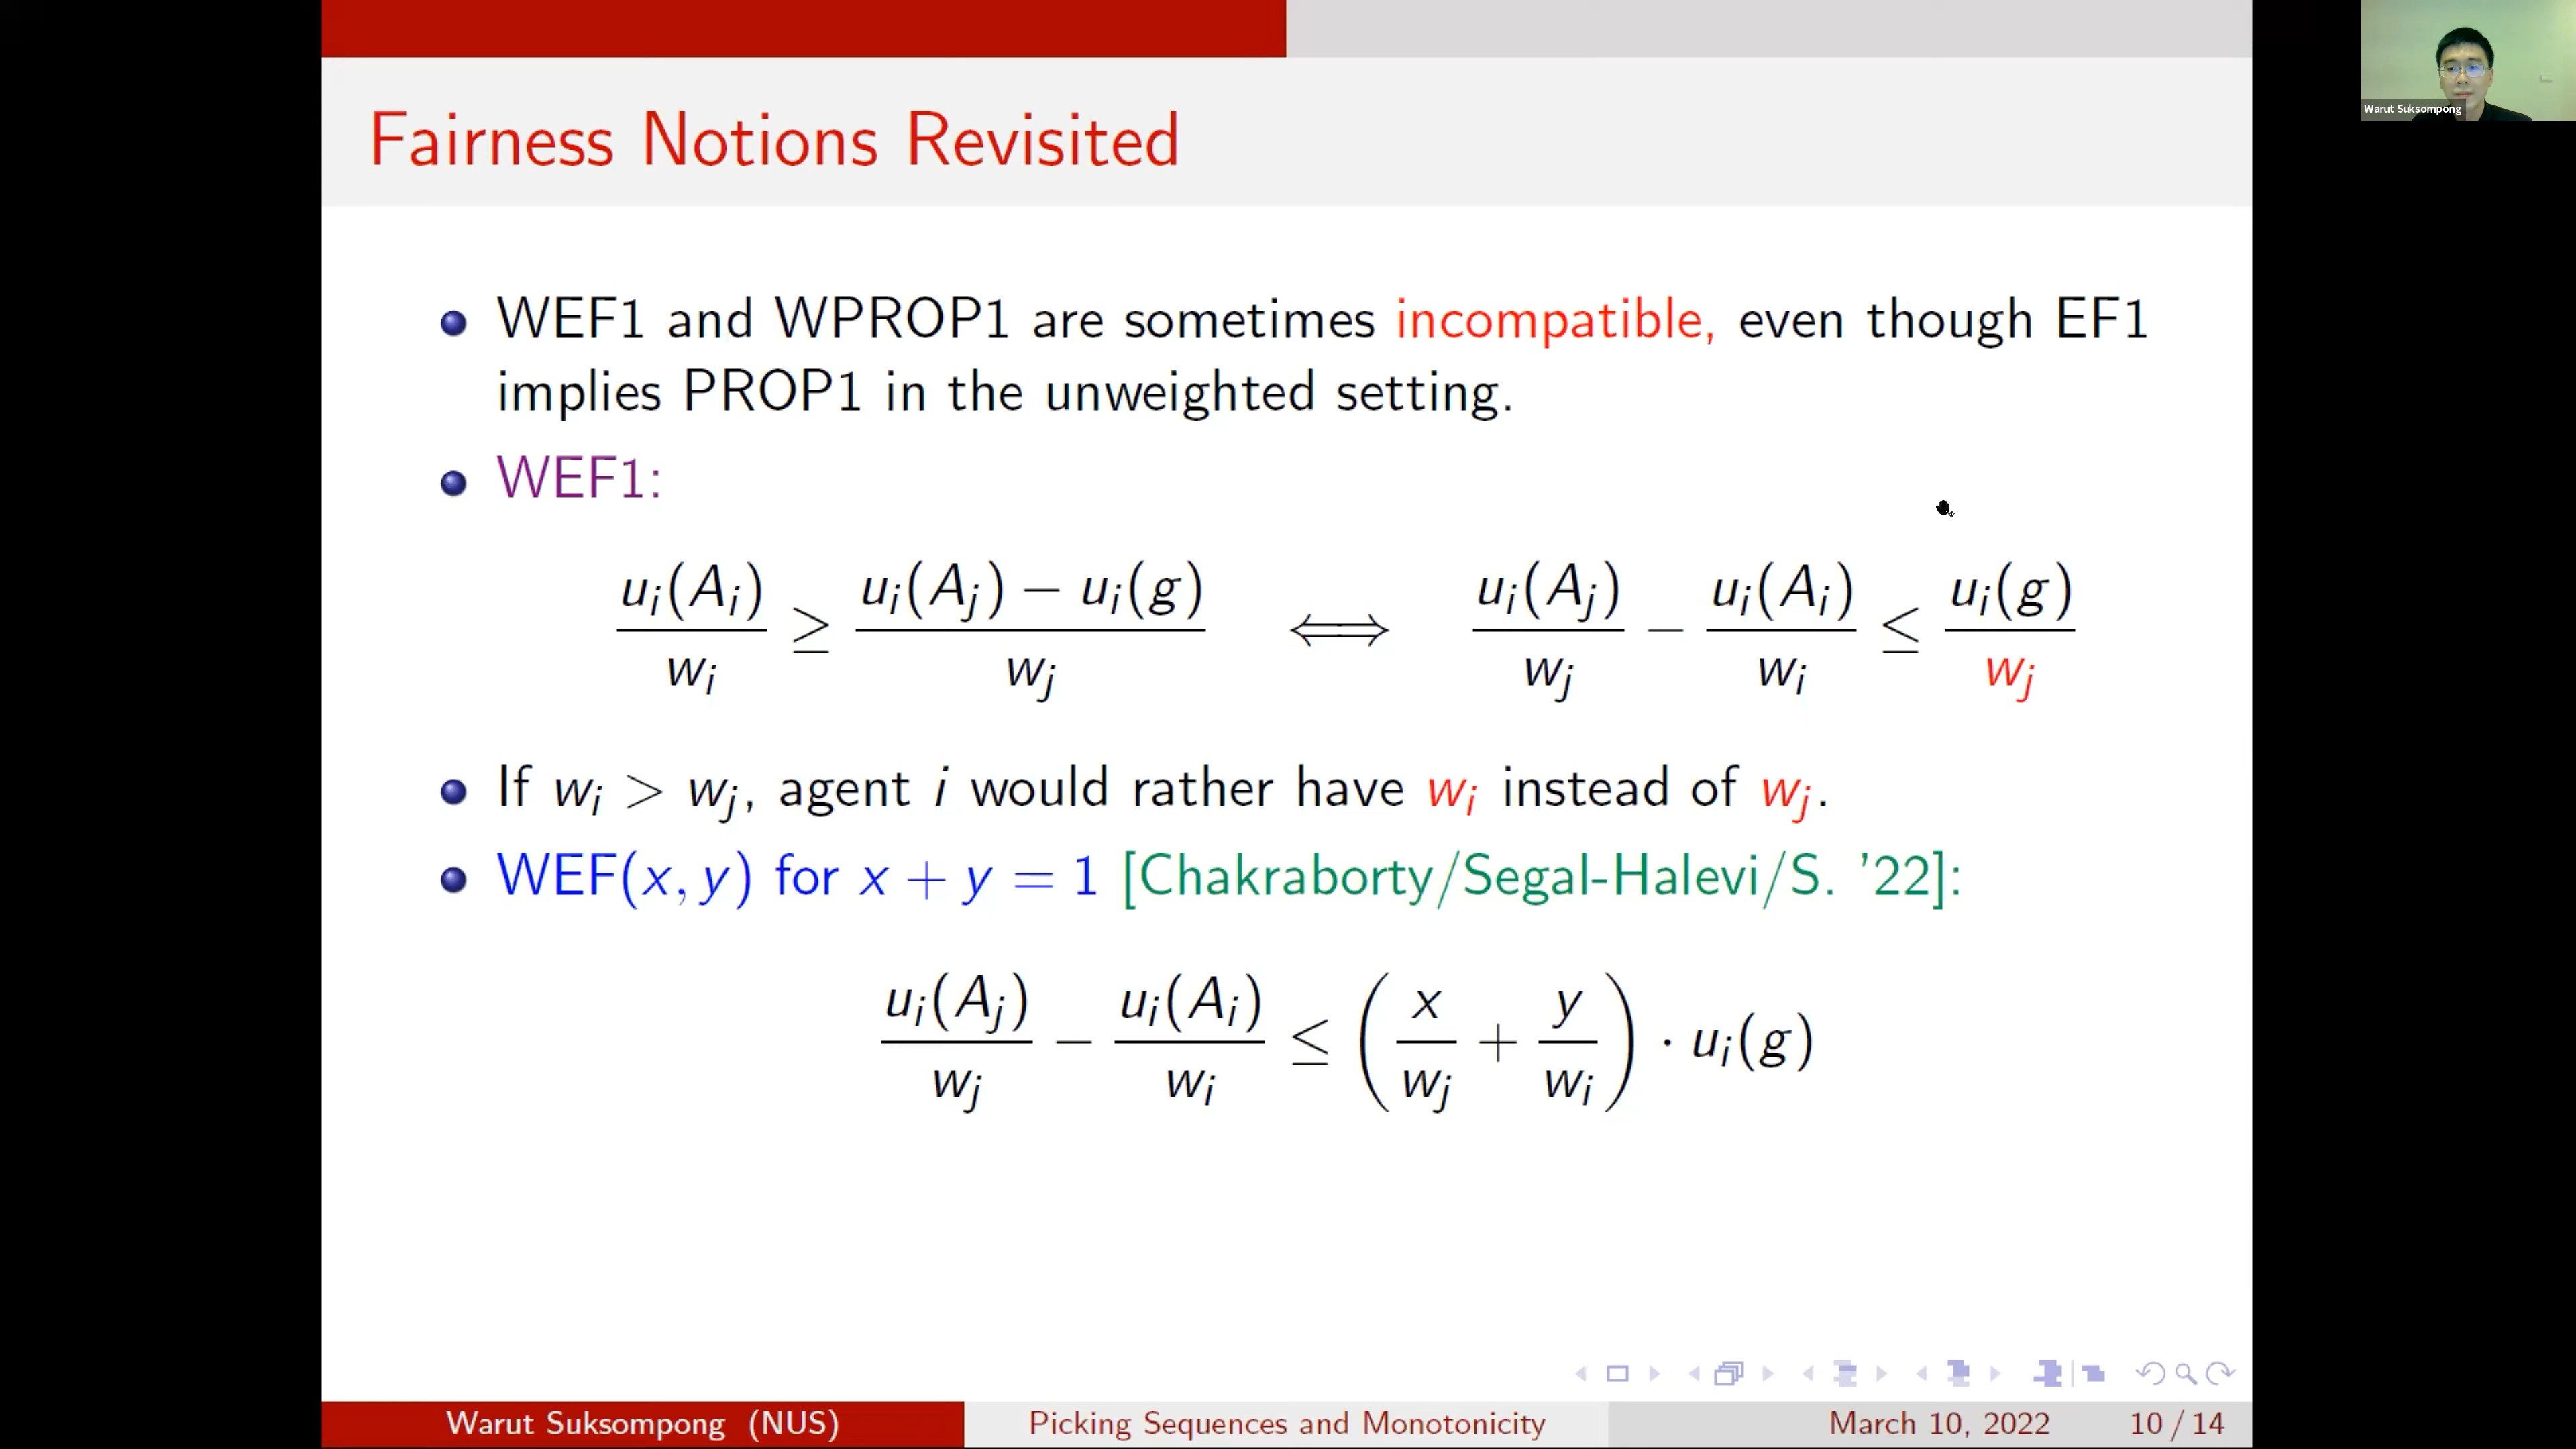 Warut Suksompong
Fairness Notions Revisited
WEF1 and WPROP1 are sometimes incompatible, even though EF1
implies PROP1 in the unweighted setting.
WEF1:
u_i(A_i)/w_i ≥ (u_i(A_j) − u_i(g))/w_j ⟺ u_i(A_j)/w_j − u_i(A_i)/w_i ≤ u_i(g)/w_j
If w_i > w_j, agent i would rather have w_i instead of w_j.
WEF(x, y) for x + y = 1 [Chakraborty/Segal-Halevi/S. ’22]:
u_i(A_j)/w_j − u_i(A_i)/w_i ≤ (x/w_j + y/w_i) · u_i(g)
Warut Suksompong (NUS) Picking Sequences and Monotonicity March 10, 2022 10 / 14